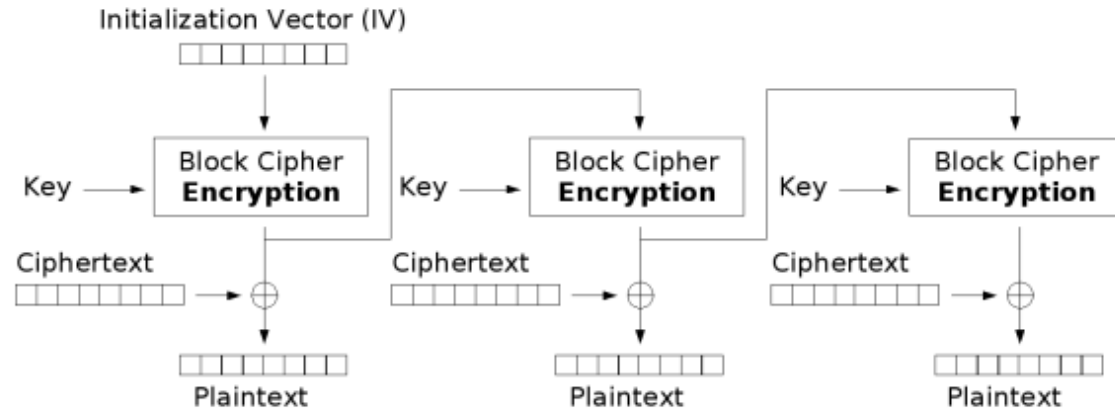 Initialization Vector (IV)
Block Cipher
Encryption
Key
Block Cipher
Encryption
Key
Block Cipher
Encryption
Key
Ciphertext
Ciphertext
Ciphertext
Plaintext
Plaintext
Plaintext